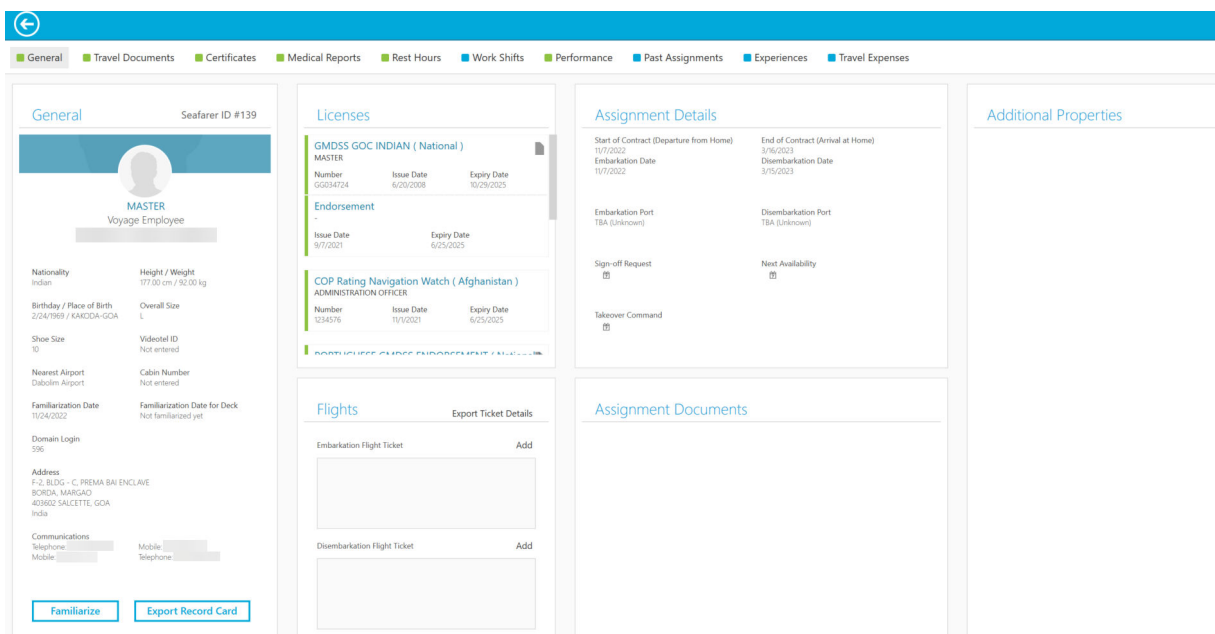 General Travel Documents Certificates Medical Reports Rest Hours Work Shifts Performance Past Assignments Experiences Travel Expenses
General Seafarer ID #139
MASTER
Voyage Employee
Nationality Height / Weight
Indian 177.00 cm / 92.00 kg
Birthday / Place of Birth Overall Size
2/24/1969 / KAKODA-GOA L
Shoe Size Videotel ID
10 Not entered
Nearest Airport Cabin Number
Dabolim Airport Not entered
Familiarization Date Familiarization Date for Deck
11/24/2022 Not familiarized yet
Domain Login
596
Address
F-2, BLDG - C, PREMA BAI ENCLAVE
BORDA, MARGAO
403602 SALCETTE, GOA
India
Communications
Telephone: Mobile:
Mobile: Telephone:
Familiarize Export Record Card
Licenses
GMDSS GOC INDIAN ( National )
MASTER
Number Issue Date Expiry Date
GG034724 6/20/2008 10/29/2025
Endorsement
-
Issue Date Expiry Date
9/7/2021 6/25/2025
COP Rating Navigation Watch ( Afghanistan )
ADMINISTRATION OFFICER
Number Issue Date Expiry Date
1234576 11/1/2021 6/25/2025
PORTUGUESE GMDSS ENDORSEMENT ( National
Flights Export Ticket Details
Embarkation Flight Ticket Add
Disembarkation Flight Ticket Add
Assignment Details
Start of Contract (Departure from Home) End of Contract (Arrival at Home)
11/7/2022 3/16/2023
Embarkation Date Disembarkation Date
11/7/2022 3/15/2023
Embarkation Port Disembarkation Port
TBA (Unknown) TBA (Unknown)
Sign-off Request Next Availability
Takeover Command
Assignment Documents
Additional Properties